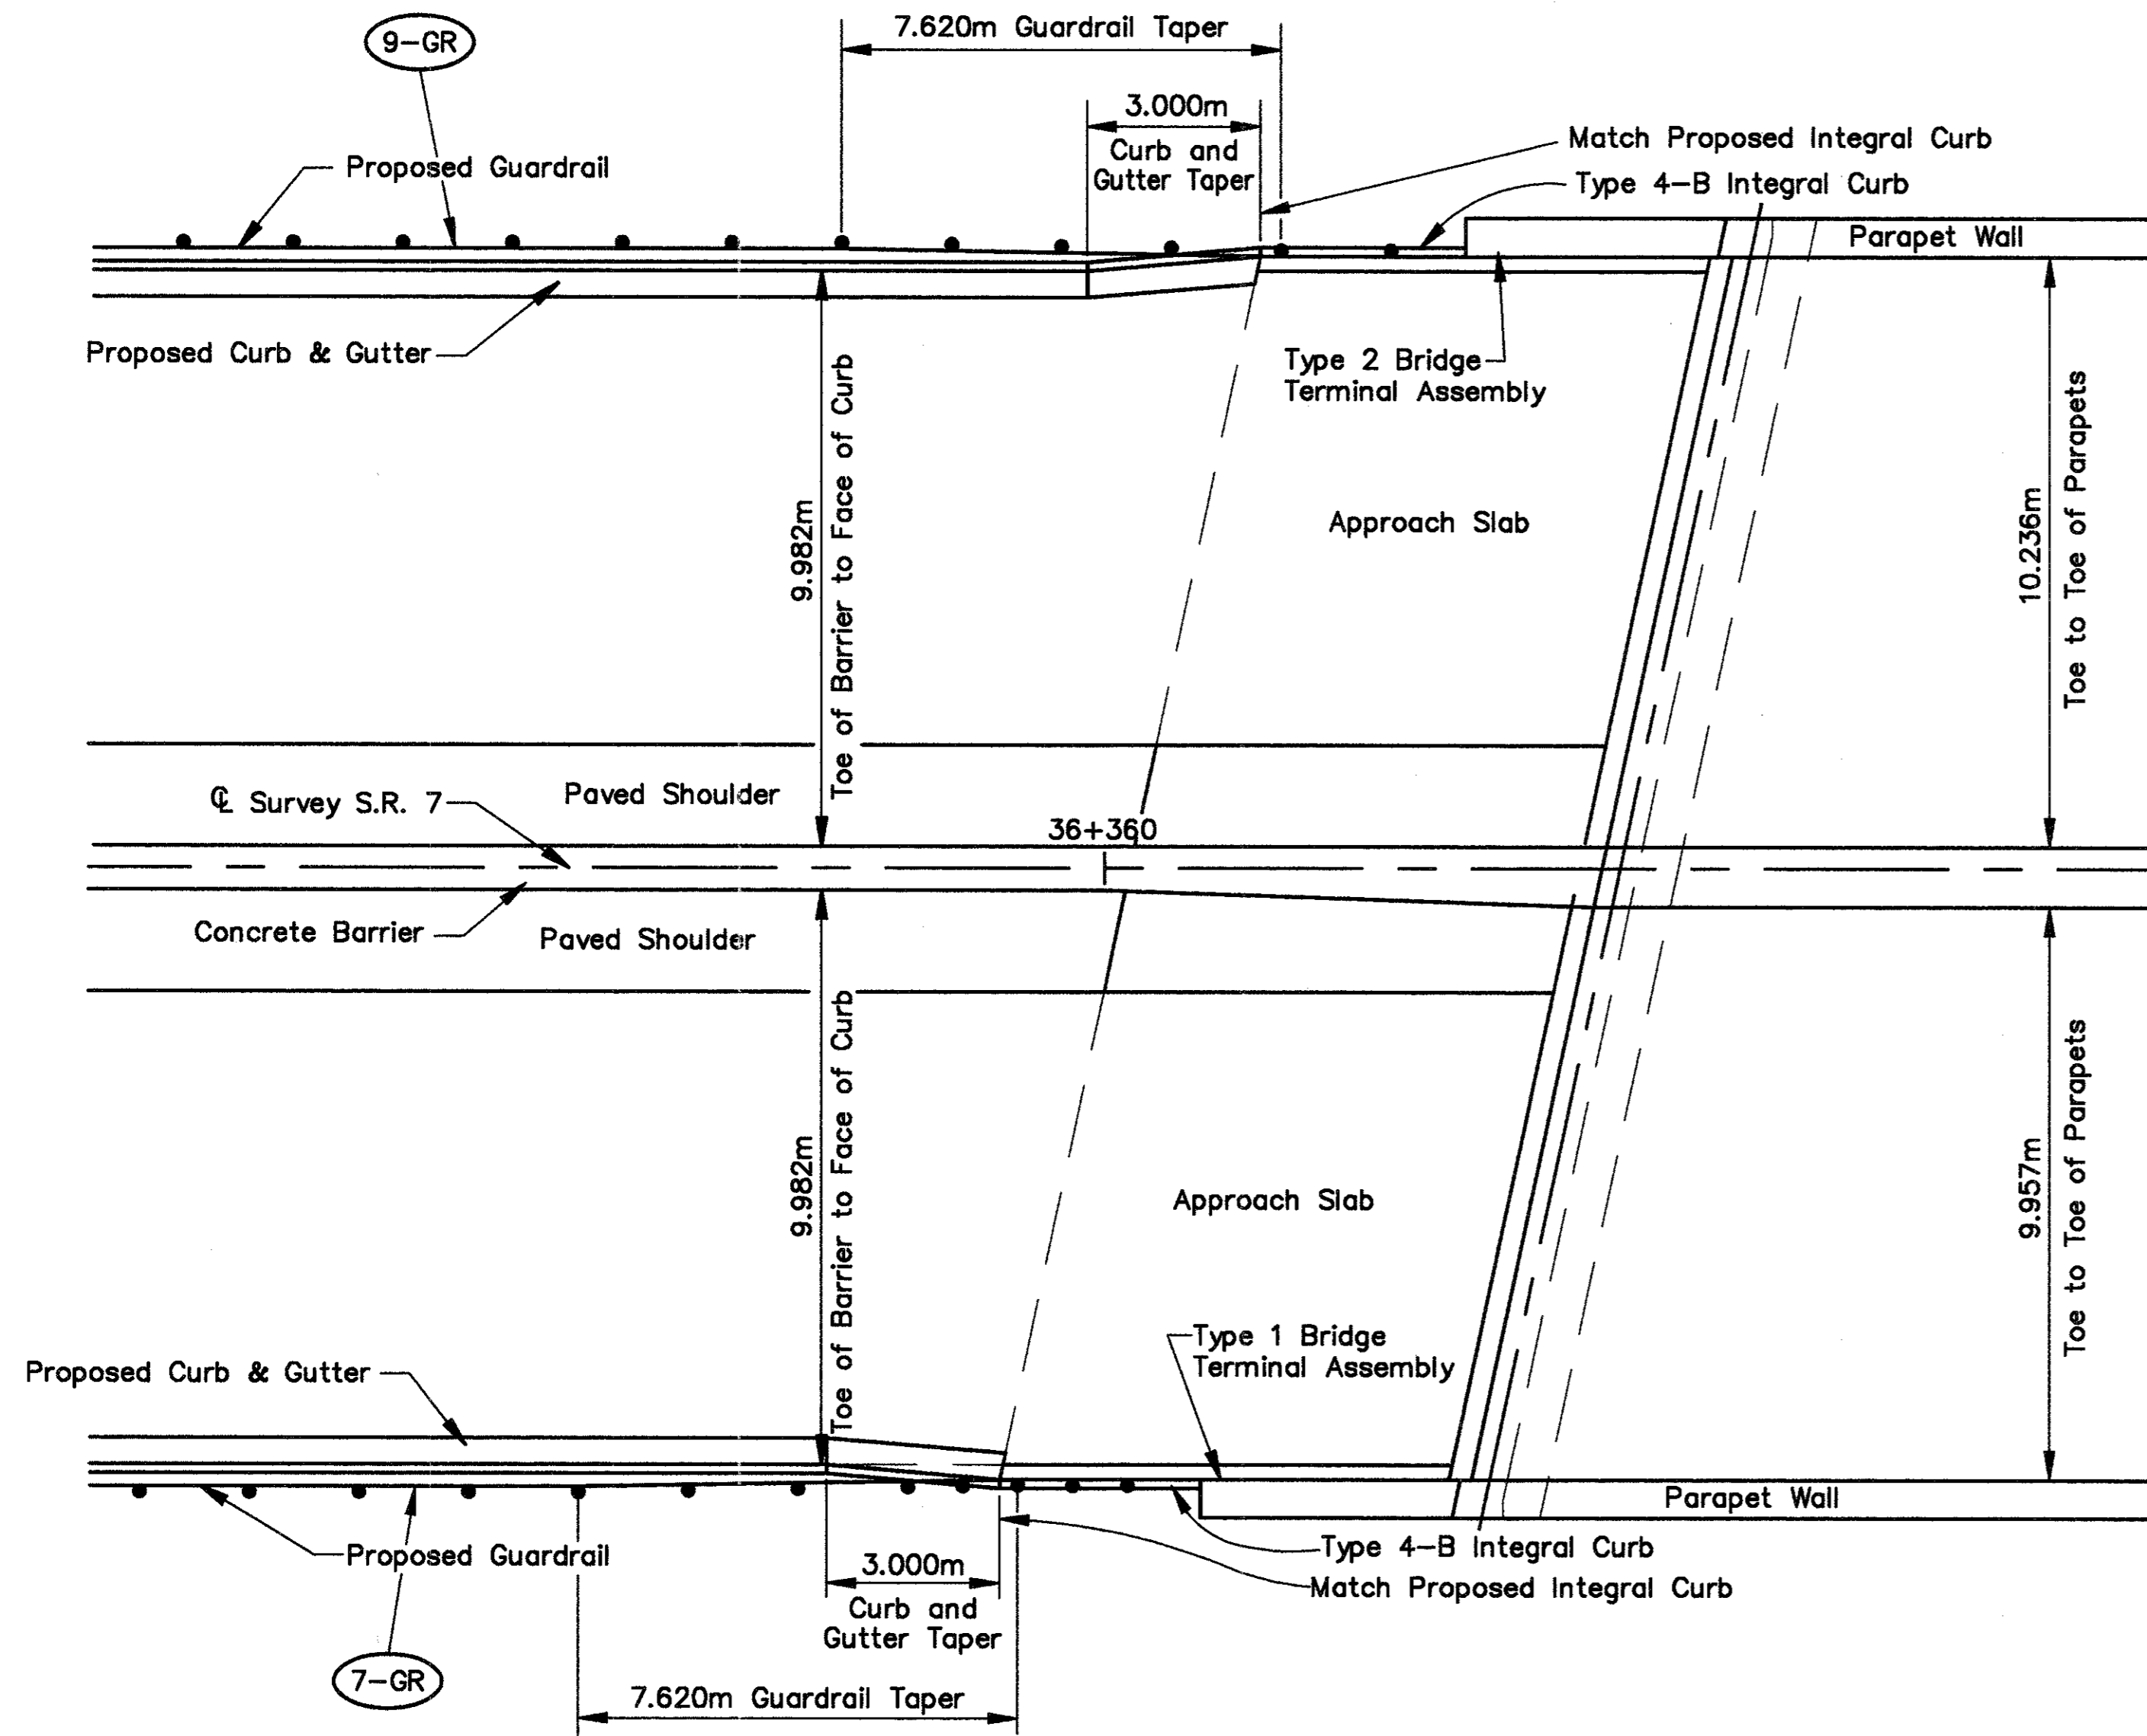 9-GR
7.620m Guardrail Taper
3.000m
Curb and
Gutter Taper
Match Proposed Integral Curb
Proposed Guardrail
Type 4-B Integral Curb
Parapet Wall
Proposed Curb & Gutter
Type 2 Bridge
Terminal Assembly
9.982m
Toe of Barrier to Face of Curb
Approach Slab
10.236m
Toe to Toe of Parapets
℄ Survey S.R. 7
Paved Shoulder
36+360
Concrete Barrier
Paved Shoulder
9.982m
Toe of Barrier to Face of Curb
Approach Slab
9.957m
Toe to Toe of Parapets
Type 1 Bridge
Terminal Assembly
Proposed Curb & Gutter
Parapet Wall
Proposed Guardrail
3.000m
Curb and
Gutter Taper
Type 4-B Integral Curb
Match Proposed Integral Curb
7-GR
7.620m Guardrail Taper